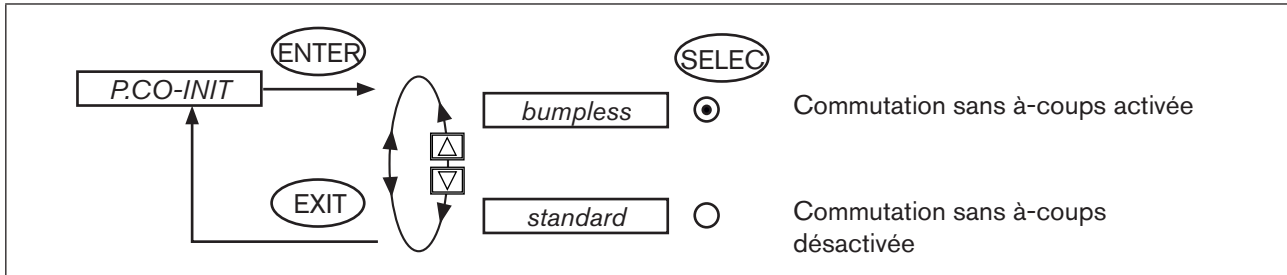 ENTER
SELEC
P.CO-INIT
bumpless
Commutation sans à-coups activée
EXIT
standard
Commutation sans à-coups
désactivée